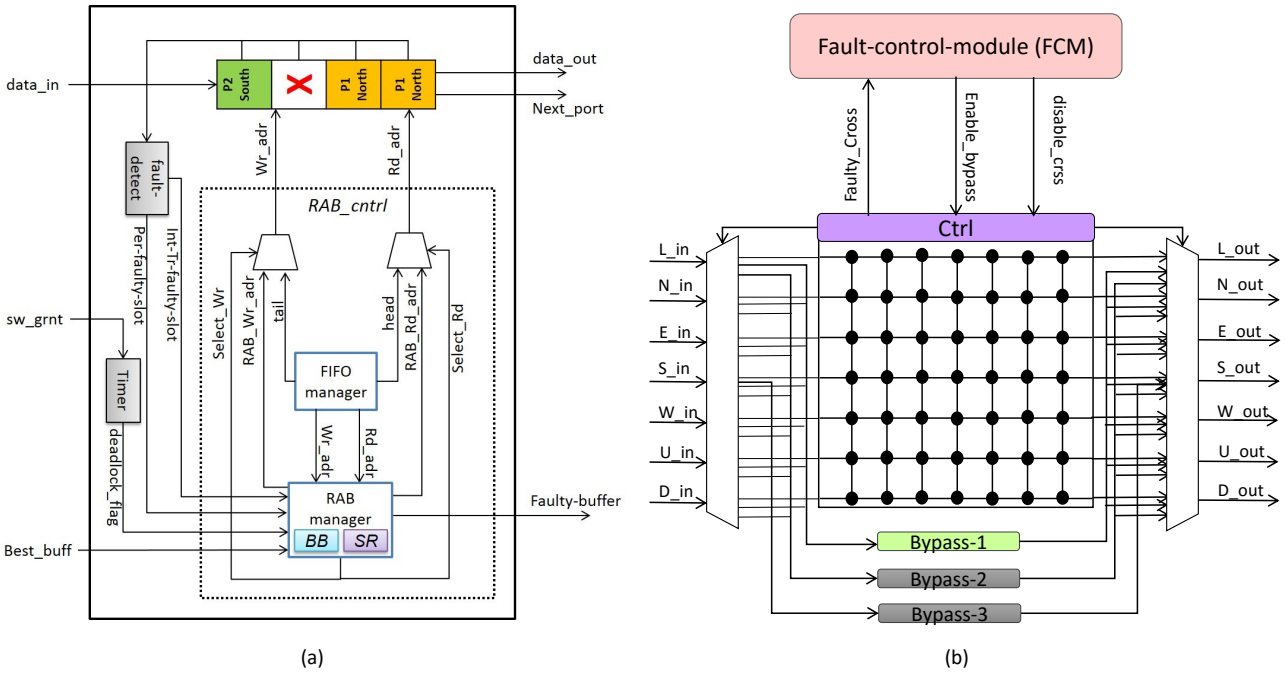 data_in
P2
South
X
P1
North
P1
North
data_out
Next_port
Wr_adr
Rd_adr
fault-
detect
RAB_cntrl
Per-faulty-slot
Int-Tr-faulty-slot
Select_Wr
RAB_Wr_adr
tail
head
RAB_Rd_adr
Select_Rd
sw_grnt
Timer
deadlock_flag
FIFO
manager
Wr_adr
Rd_adr
RAB
manager
BB
SR
Faulty-buffer
Best_buff
(a)
Fault-control-module (FCM)
Faulty_Cross
Enable_bypass
disable_crss
Ctrl
L_in
N_in
E_in
S_in
W_in
U_in
D_in
L_out
N_out
E_out
S_out
W_out
U_out
D_out
Bypass-1
Bypass-2
Bypass-3
(b)